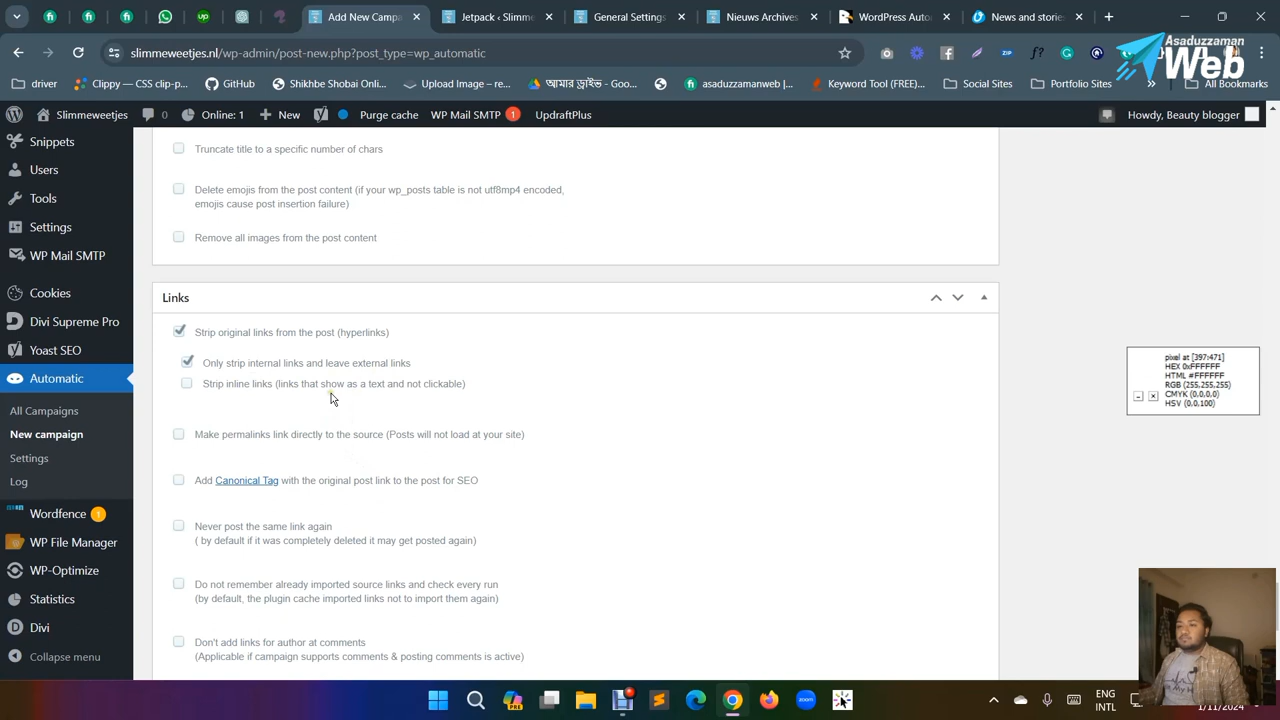 Add New Campa
Jetpack ‹ Slimme
General Settings
Nieuws Archives
WordPress Auto
News and stories
slimmeweetjes.nl/wp-admin/post-new.php?post_type=wp_automatic
Asaduzzaman
Web
driver
Clippy — CSS clip-p...
GitHub
Shikhbe Shobai Onli...
Upload Image – re...
আমার ড্রাইভ - Goo...
asaduzzamanweb |...
Keyword Tool (FREE)...
Social Sites
Portfolio Sites
All Bookmarks
Slimmeweetjes
0
Online: 1
New
Purge cache
WP Mail SMTP
1
UpdraftPlus
Howdy, Beauty blogger
Snippets
Users
Tools
Settings
WP Mail SMTP
Cookies
Divi Supreme Pro
Yoast SEO
Automatic
All Campaigns
New campaign
Settings
Log
Wordfence
1
WP File Manager
WP-Optimize
Statistics
Divi
Collapse menu
Truncate title to a specific number of chars
Delete emojis from the post content (if your wp_posts table is not utf8mp4 encoded,
emojis cause post insertion failure)
Remove all images from the post content
Links
Strip original links from the post (hyperlinks)
Only strip internal links and leave external links
Strip inline links (links that show as a text and not clickable)
Make permalinks link directly to the source (Posts will not load at your site)
Add Canonical Tag with the original post link to the post for SEO
Never post the same link again
( by default if it was completely deleted it may get posted again)
Do not remember already imported source links and check every run
(by default, the plugin cache imported links not to import them again)
Don't add links for author at comments
(Applicable if campaign supports comments & posting comments is active)
pixel at [397:471]
HEX 0xFFFFFF
HTML #FFFFFF
RGB (255,255,255)
CMYK (0,0,0,0)
HSV (0,0,100)
zoom
ENG
INTL
1/11/2024